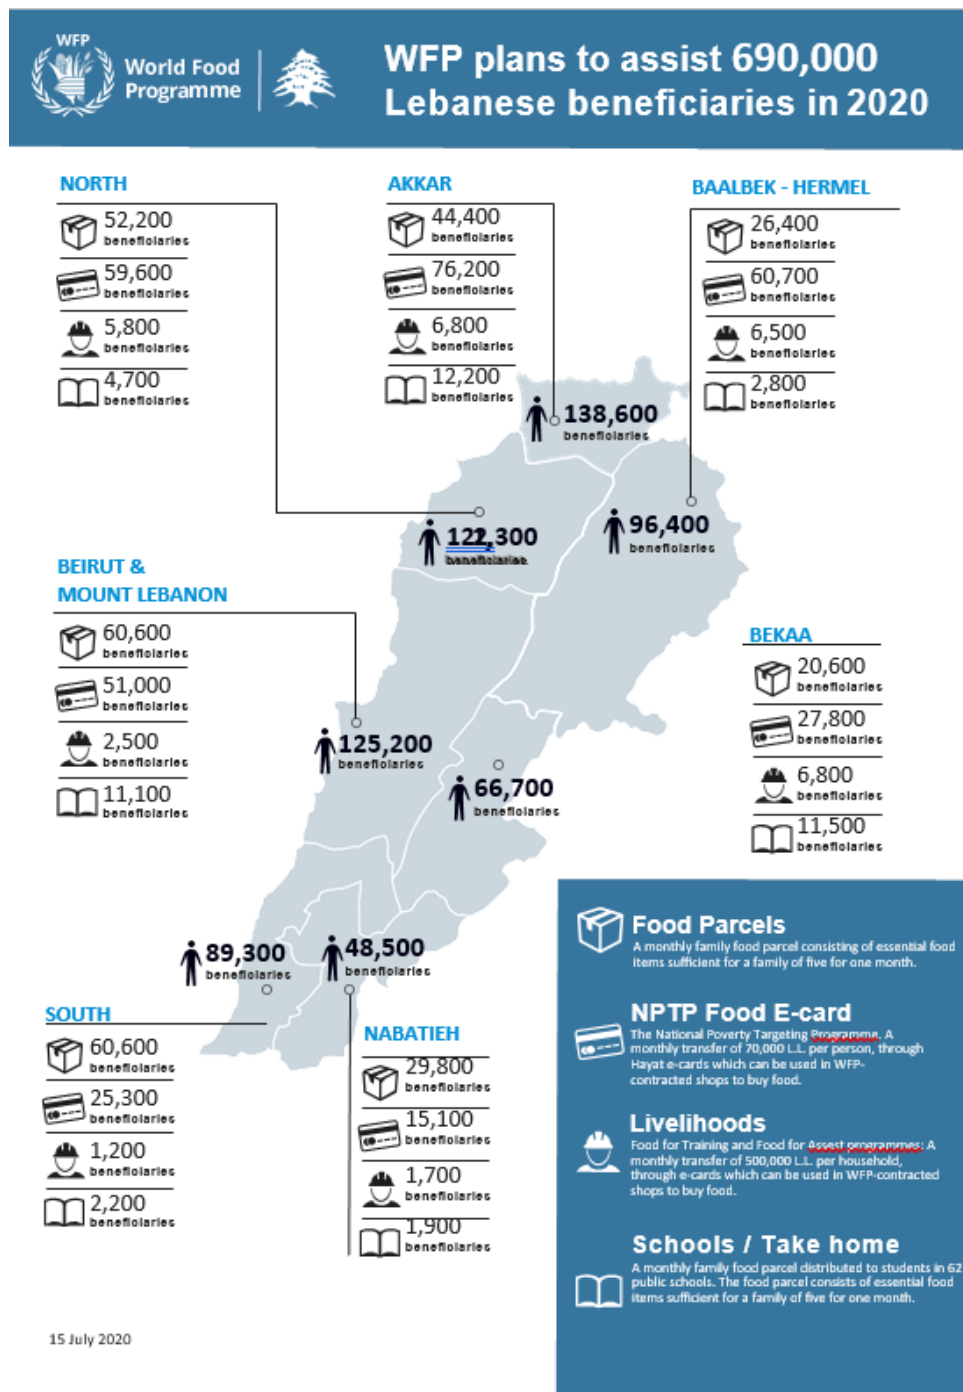 WFP
World Food
Programme
WFP plans to assist 690,000
Lebanese beneficiaries in 2020
NORTH
52,200
beneficiaries
59,600
beneficiaries
5,800
beneficiaries
4,700
beneficiaries
AKKAR
44,400
beneficiaries
76,200
beneficiaries
6,800
beneficiaries
12,200
beneficiaries
BAALBEK - HERMEL
26,400
beneficiaries
60,700
beneficiaries
6,500
beneficiaries
2,800
beneficiaries
138,600
beneficiaries
96,400
beneficiaries
beneficiaries
BEIRUT &
MOUNT LEBANON
60,600
beneficiaries
51,000
beneficiaries
2,500
beneficiaries
11,100
beneficiaries
125,200
beneficiaries
66,700
beneficiaries
BEKAA
20,600
beneficiaries
27,800
beneficiaries
6,800
beneficiaries
11,500
beneficiaries
89,300
beneficiaries
48,500
beneficiaries
SOUTH
60,600
beneficiaries
25,300
beneficiaries
1,200
beneficiaries
2,200
beneficiaries
NABATIEH
29,800
beneficiaries
15,100
beneficiaries
1,700
beneficiaries
1,900
beneficiaries
Food Parcels
A monthly family food parcel consisting of essential food
items sufficient for a family of five for one month.
NPTP Food E-card
The National Poverty Targeting Programme. A
monthly transfer of 70,000 L.L. per person, through
Hayat e-cards which can be used in WFP-
contracted shops to buy food.
Livelihoods
Food for Training and Food for Assest programmes: A
monthly transfer of 500,000 L.L. per household,
through e-cards which can be used in WFP-contracted
shops to buy food.
Schools / Take home
A monthly family food parcel distributed to students in 62
public schools. The food parcel consists of essential food
items sufficient for a family of five for one month.
15 July 2020